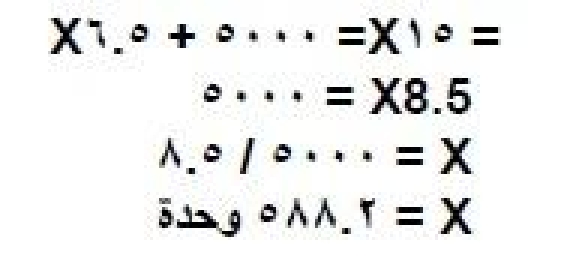 = X١٥= ٥٠٠٠ + X٦.٥
X8.5 = ٥٠٠٠
X = ٥٠٠٠ / ٨.٥
X = ٥٨٨.٢ وحدة